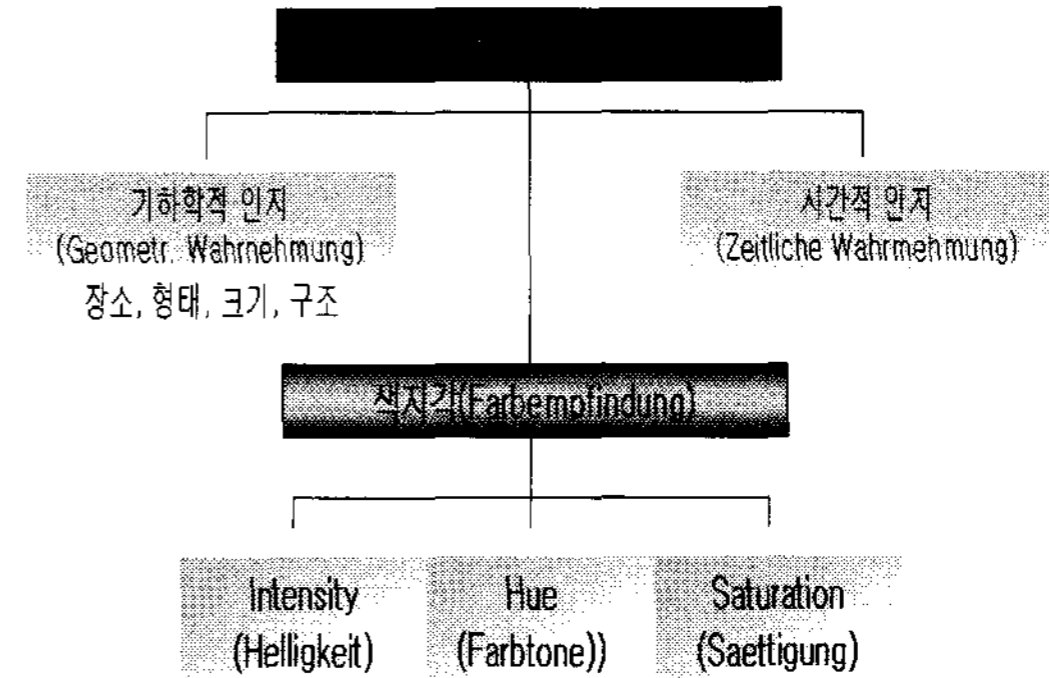 기하학적 인지
(Geometr. Wahrnehmung)
장소, 형태, 크기, 구조
시간적 인지
(Zeitliche Wahrmehmung)
색지각(Farbempfindung)
Intensity
(Helligkeit)
Hue
(Farbtone))
Saturation
(Saettigung)